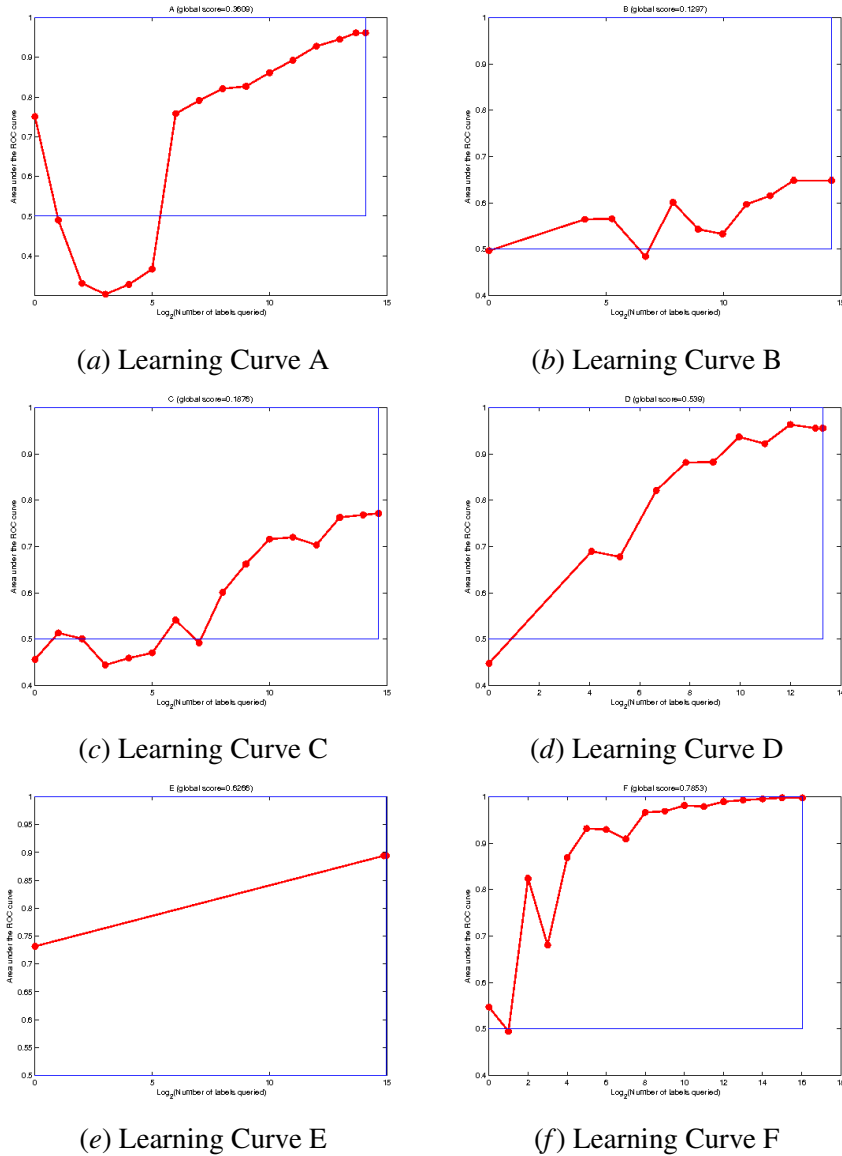 A (global score=0.3609)
1
0.9
0.8
0.7
0.6
0.5
0.4
Area under the ROC curve
0 5 10 15
Log2(Number of labels queried)
(a) Learning Curve A
B (global score=0.1297)
1
0.9
0.8
0.7
0.6
0.5
0.4
Area under the ROC curve
0 5 10 15
Log2(Number of labels queried)
(b) Learning Curve B
C (global score=0.1876)
1
0.9
0.8
0.7
0.6
0.5
0.4
Area under the ROC curve
0 5 10 15
Log2(Number of labels queried)
(c) Learning Curve C
D (global score=0.539)
1
0.9
0.8
0.7
0.6
0.5
0.4
Area under the ROC curve
0 2 4 6 8 10 12 14
Log2(Number of labels queried)
(d) Learning Curve D
E (global score=0.6266)
1
0.95
0.9
0.85
0.8
0.75
0.7
0.65
0.6
0.55
0.5
Area under the ROC curve
0 5 10 15
Log2(Number of labels queried)
(e) Learning Curve E
F (global score=0.7853)
1
0.9
0.8
0.7
0.6
0.5
0.4
Area under the ROC curve
0 2 4 6 8 10 12 14 16 18
Log2(Number of labels queried)
(f) Learning Curve F